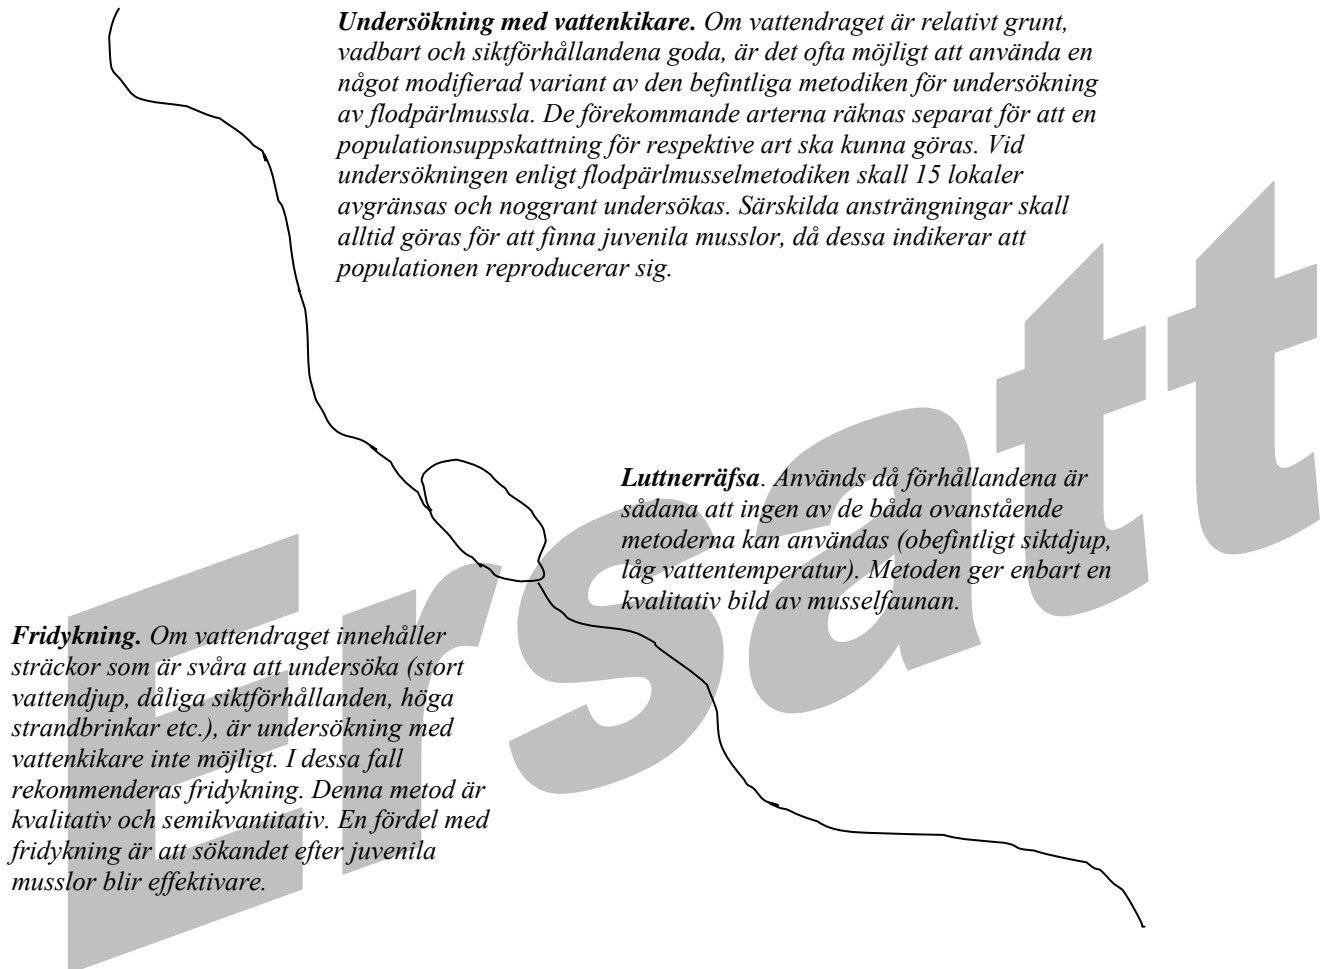 Undersökning med vattenkikare. Om vattendraget är relativt grunt,
vadbart och siktförhållandena goda, är det ofta möjligt att använda en
något modifierad variant av den befintliga metodiken för undersökning
av flodpärlmussla. De förekommande arterna räknas separat för att en
populationsuppskattning för respektive art ska kunna göras. Vid
undersökningen enligt flodpärlmusselmetodiken skall 15 lokaler
avgränsas och noggrant undersökas. Särskilda ansträngningar skall
alltid göras för att finna juvenila musslor, då dessa indikerar att
populationen reproducerar sig.
Luttnerräfsa. Används då förhållandena är
sådana att ingen av de båda ovanstående
metoderna kan användas (obefintligt siktdjup,
låg vattentemperatur). Metoden ger enbart en
kvalitativ bild av musselfaunan.
Fridykning. Om vattendraget innehåller
sträckor som är svåra att undersöka (stort
vattendjup, dåliga siktförhållanden, höga
strandbrinkar etc.), är undersökning med
vattenkikare inte möjligt. I dessa fall
rekommenderas fridykning. Denna metod är
kvalitativ och semikvantitativ. En fördel med
fridykning är att sökandet efter juvenila
musslor blir effektivare.
Ersatt